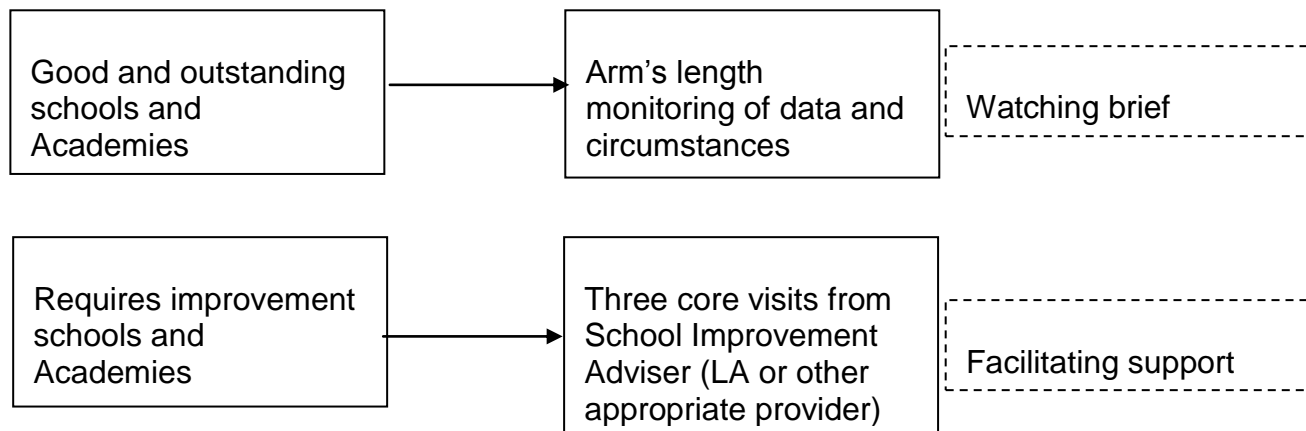 Good and outstanding
schools and
Academies
Arm's length
monitoring of data and
circumstances
Watching brief
Requires improvement
schools and
Academies
Three core visits from
School Improvement
Adviser (LA or other
appropriate provider)
Facilitating support